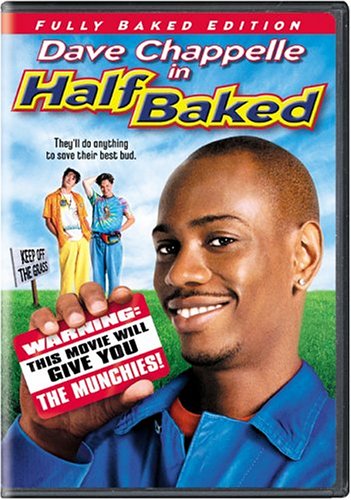 FULLY BAKED EDITION
Dave Chappelle
in
Half Baked
They'll do anything
to save their best bud.
KEEP OFF
THE GRASS
WARNING:
THIS MOVIE WILL
GIVE YOU
THE MUNCHIES!